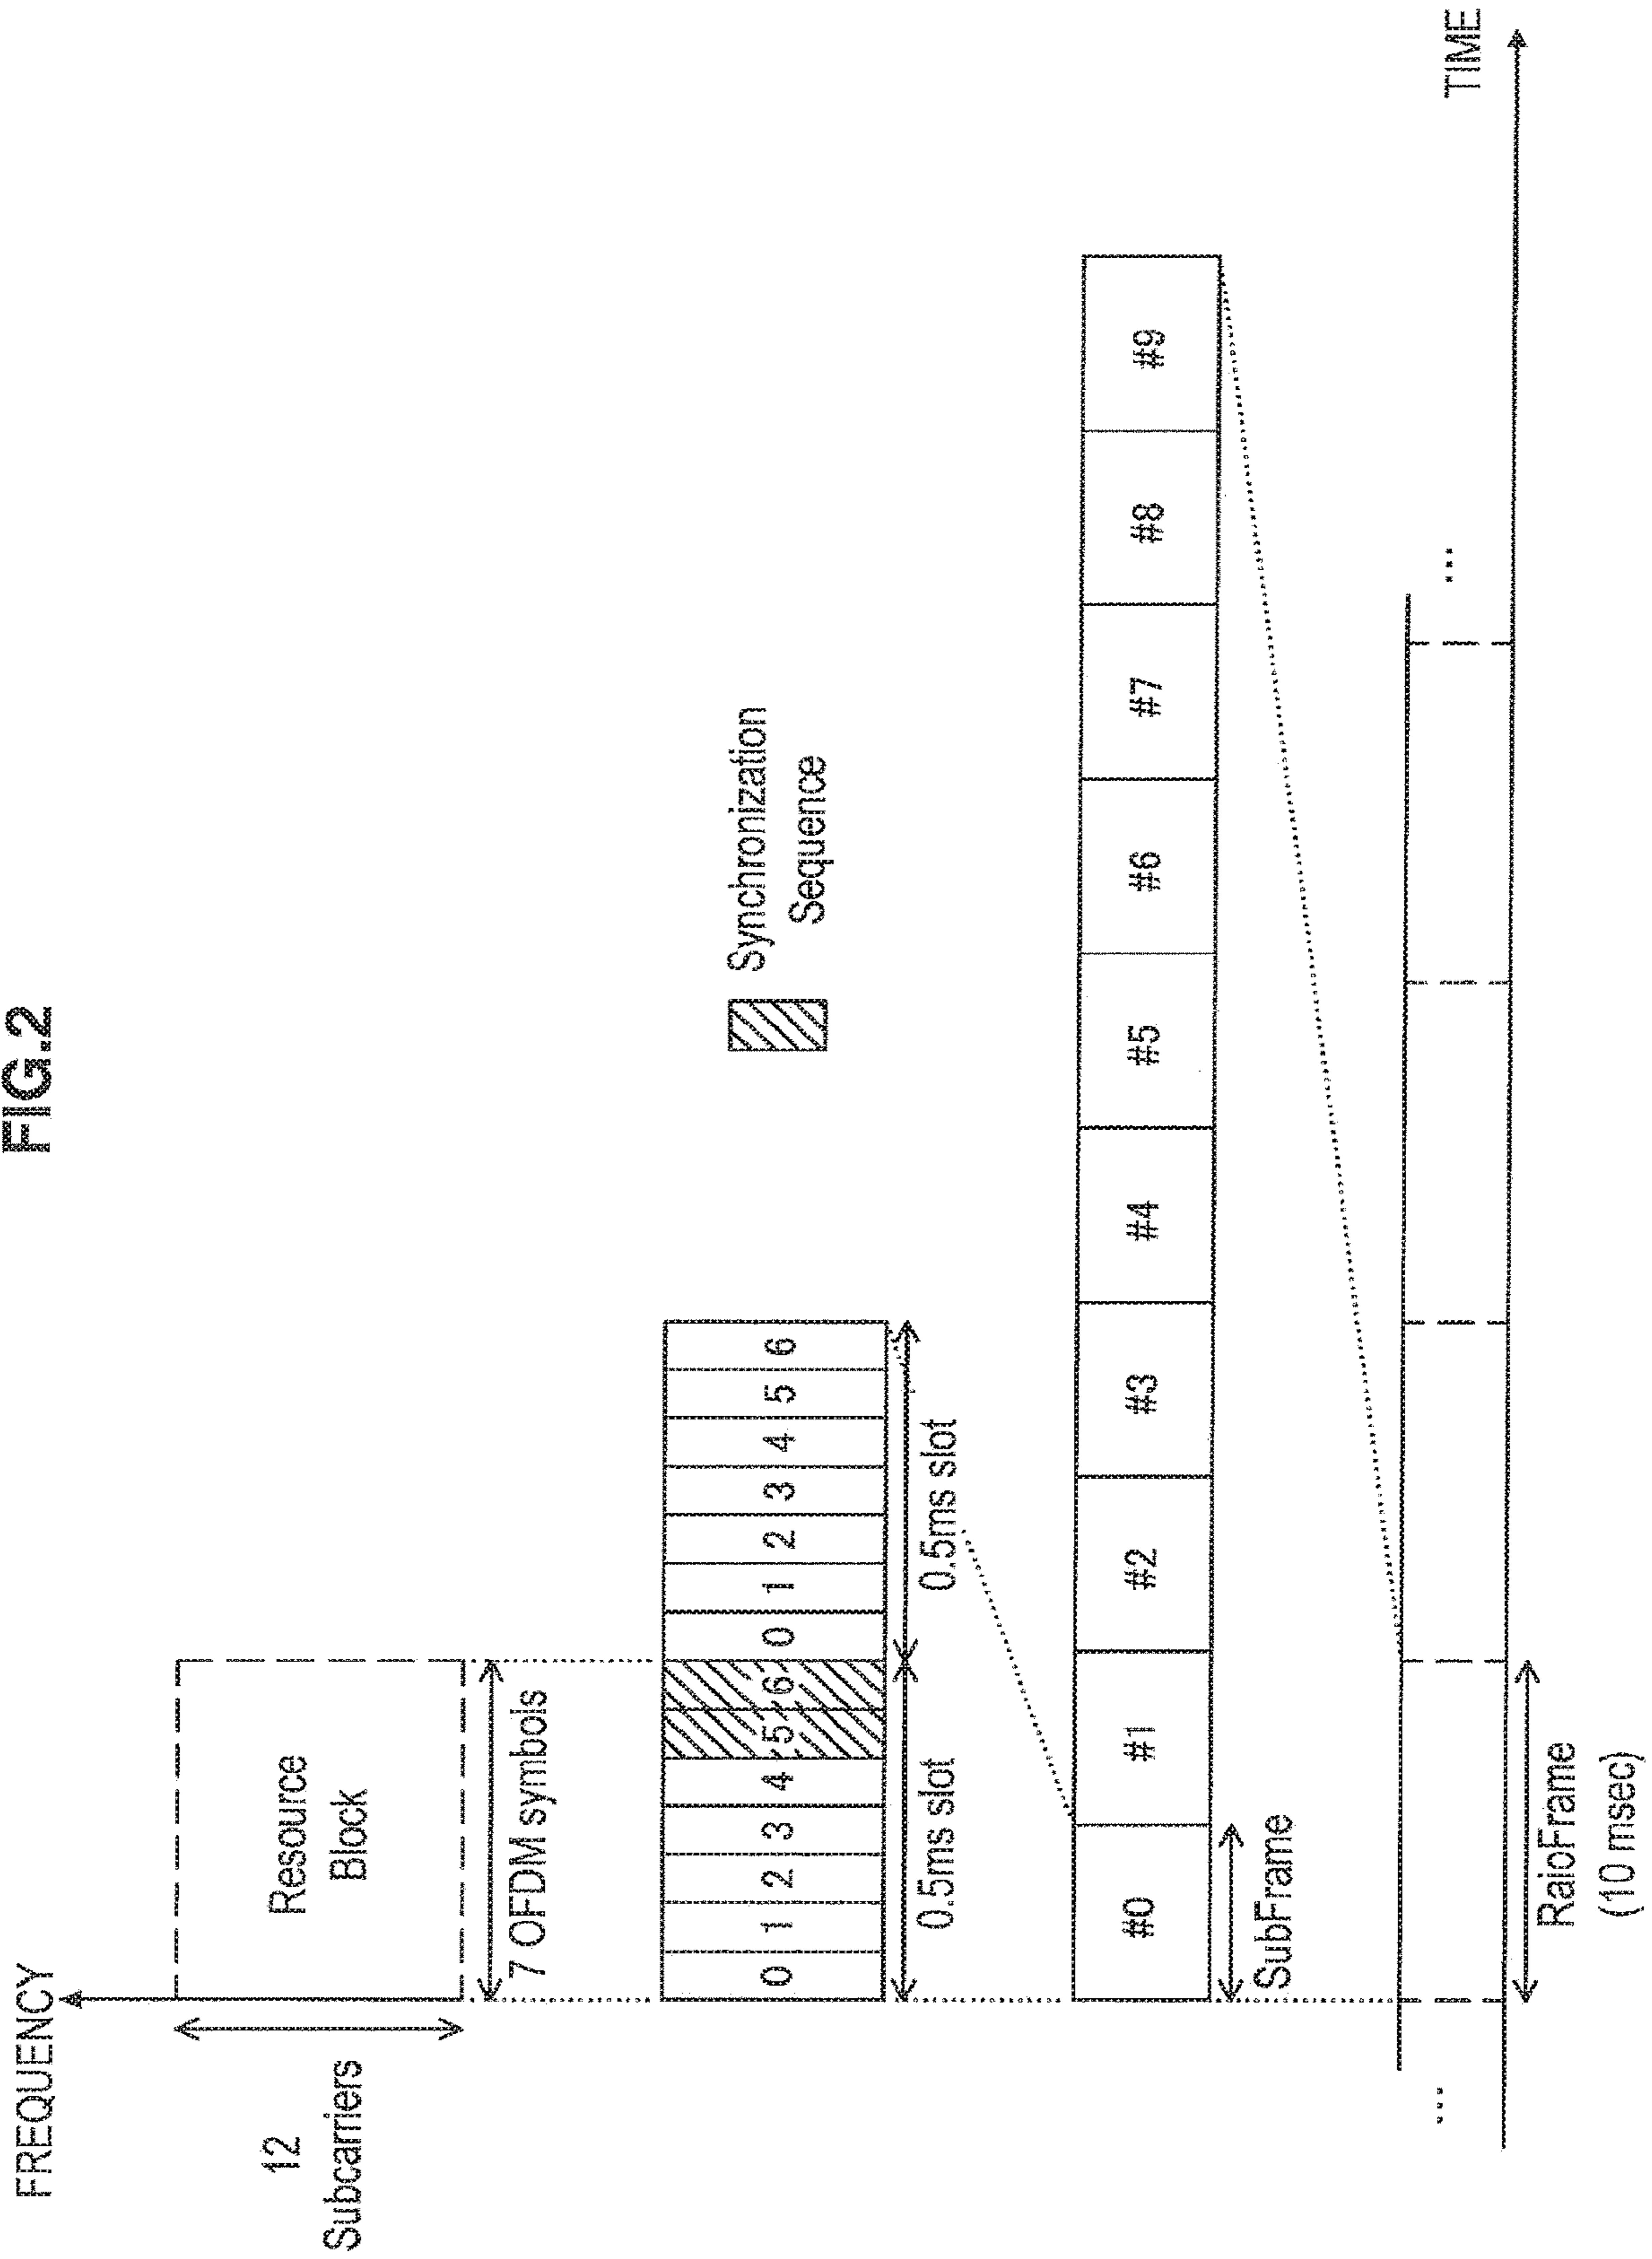 FIG.2
FREQUENCY
12
Subcarriers
Resource
Block
7 OFDM symbols
0 1 2 3 4 5 6 0 1 2 3 4 5 6
Synchronization
Sequence
0.5ms slot 0.5ms slot
#0 #1 #2 #3 #4 #5 #6 #7 #8 #9
SubFrame
... ...
TIME
RaioFrame
(10 msec)